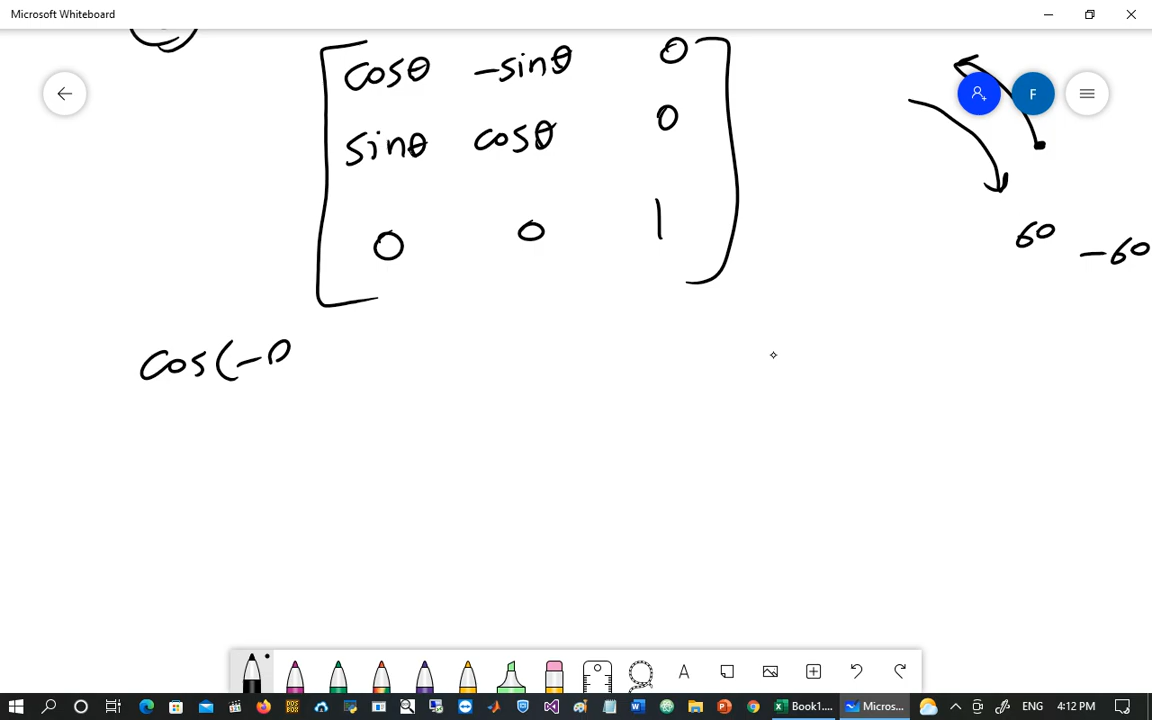 Microsoft Whiteboard
cosθ -sinθ 0
F
sinθ cosθ 0
0 0 1
60 -60
cos(-0
A
Book1... Micros... ENG 4:12 PM